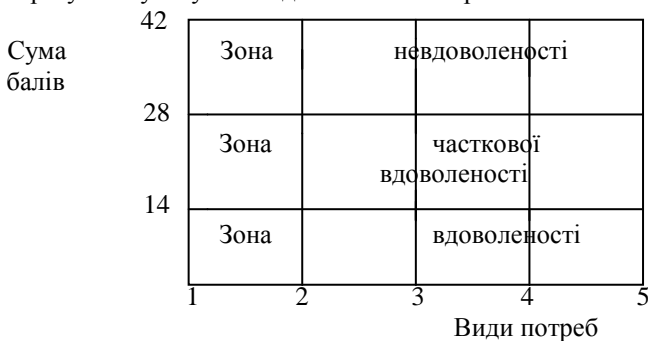 42
Сума Зона невдоволеності
балів
28
Зона часткової
вдоволеності
14
Зона вдоволеності
1 2 3 4 5
Види потреб